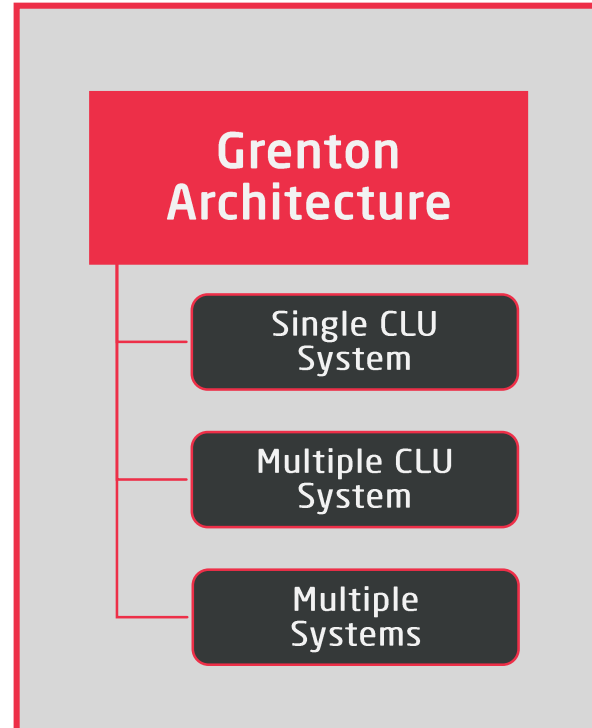 Grenton
Architecture
Single CLU
System
Multiple CLU
System
Multiple
Systems